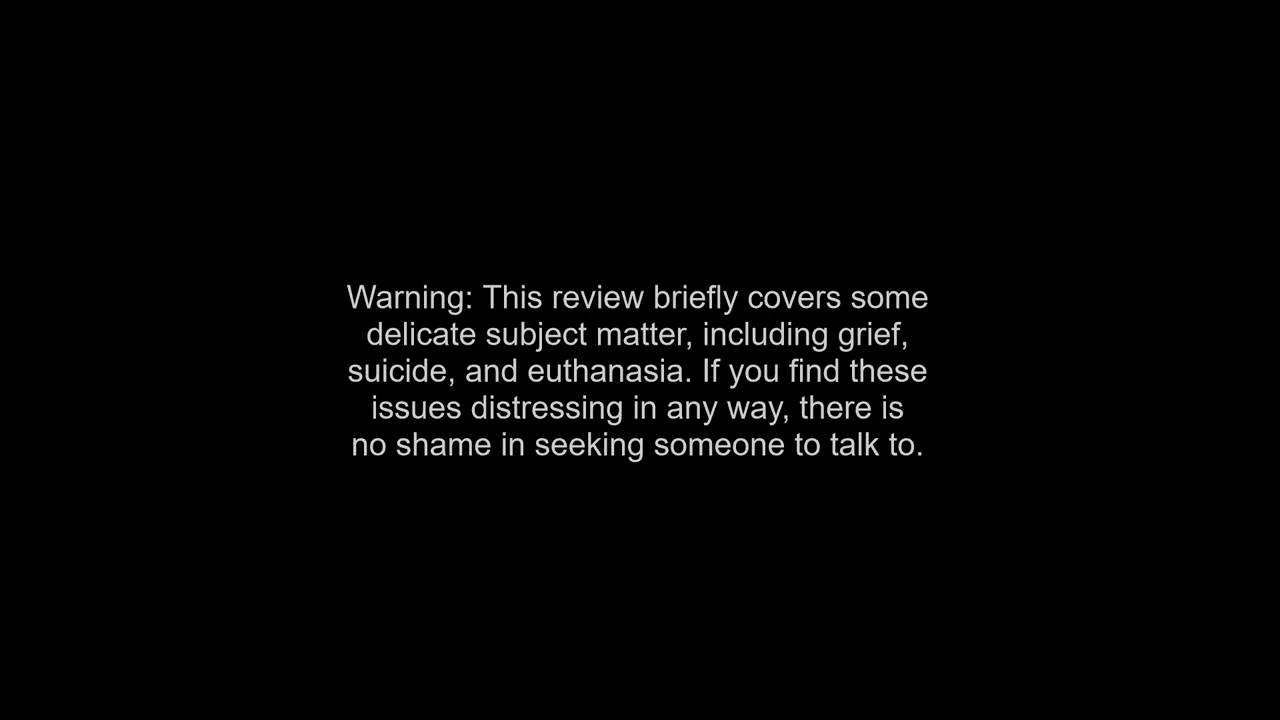 Warning: This review briefly covers some
delicate subject matter, including grief,
suicide, and euthanasia. If you find these
issues distressing in any way, there is
no shame in seeking someone to talk to.